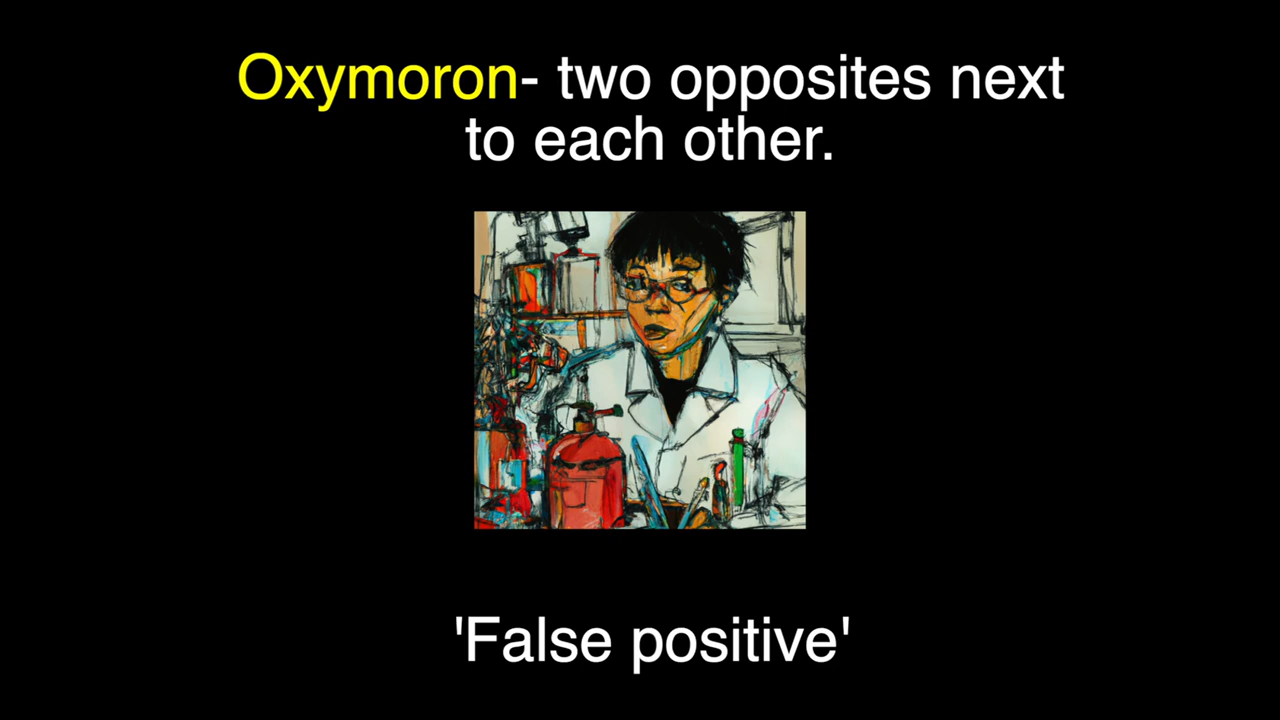 Oxymoron- two opposites next
to each other.
'False positive'